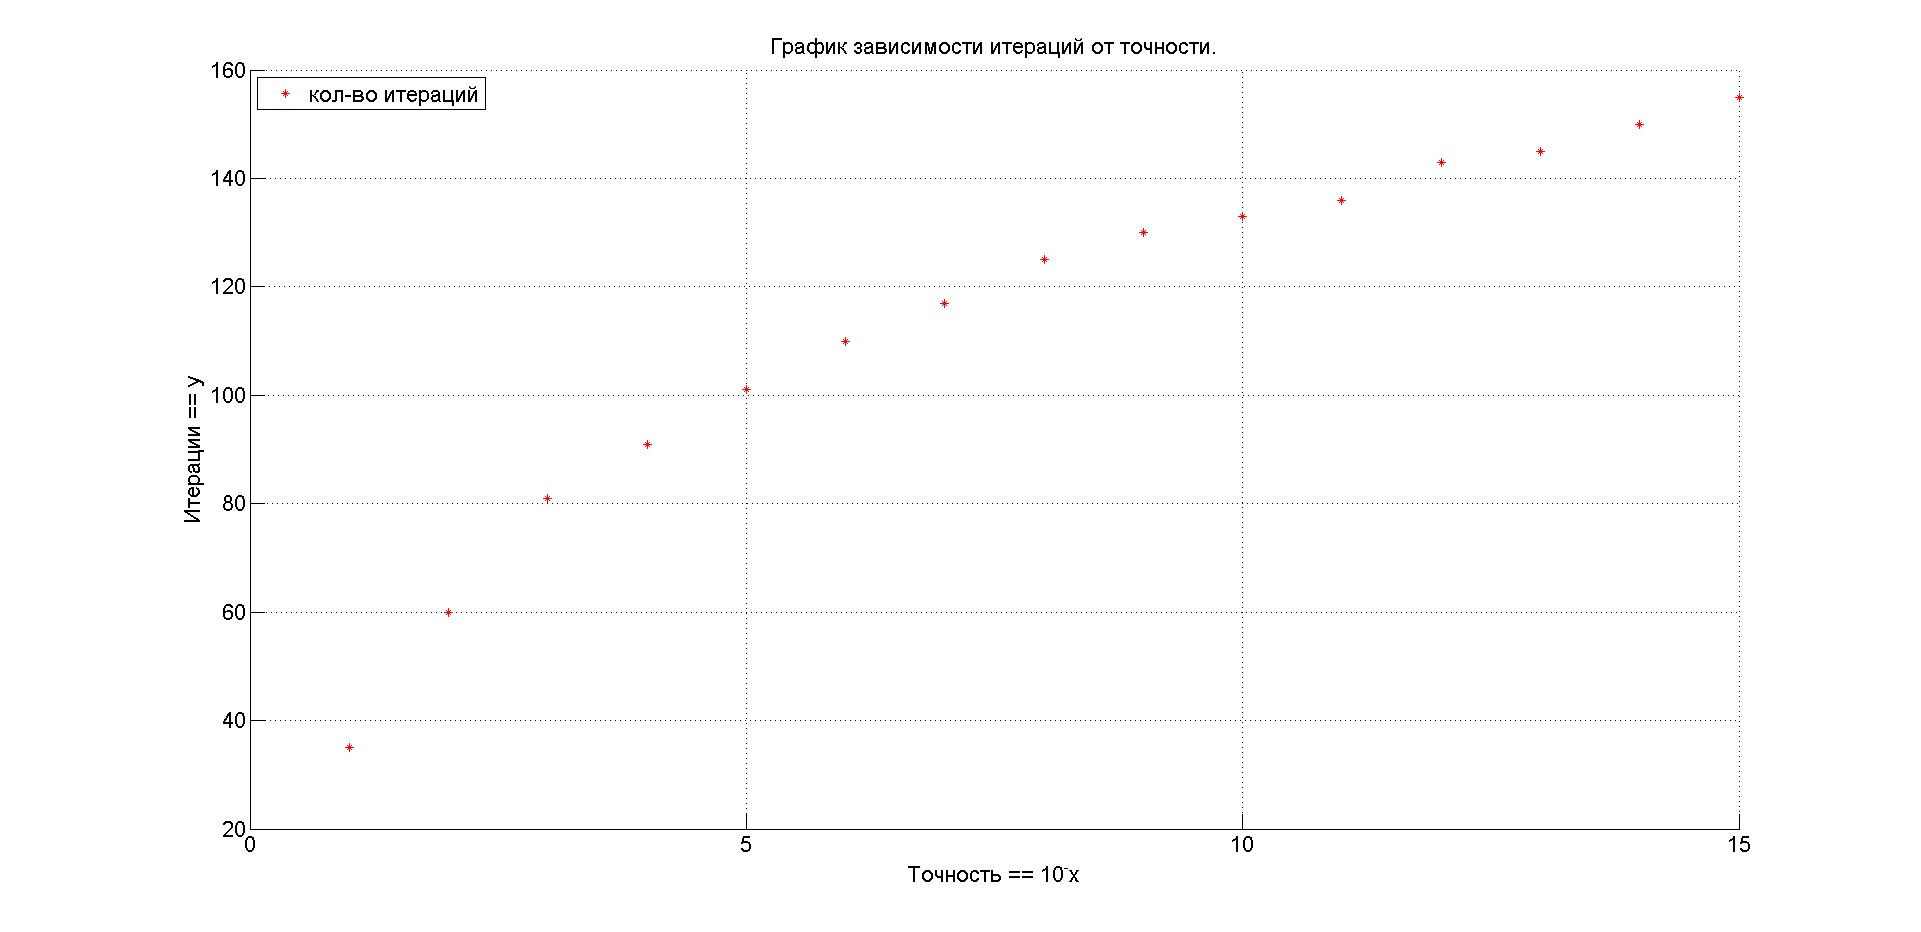 График зависимости итераций от точности.
кол-во итераций
160
140
120
100
80
60
40
20
Итерации == y
0 5 10 15
Точность == 10⁻x